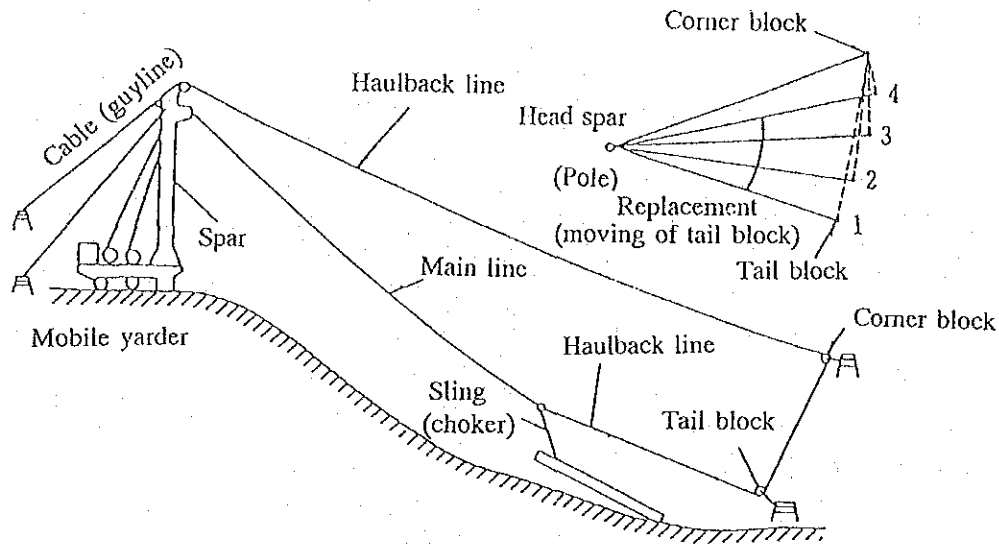 Corner block
Cable (guyline)
Haulback line
Head spar
(Pole)
4
3
2
1
Replacement
(moving of tail block)
Tail block
Spar
Main line
Mobile yarder
Haulback line
Corner block
Sling
(choker)
Tail block